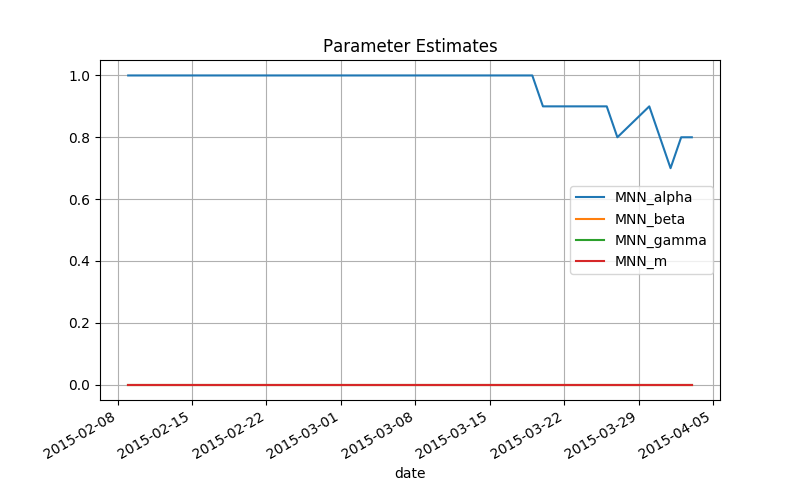 Parameter Estimates
1.0
0.8
0.6
0.4
0.2
0.0
MNN_alpha
MNN_beta
MNN_gamma
MNN_m
2015-02-08
2015-02-15
2015-02-22
2015-03-01
2015-03-08
2015-03-15
2015-03-22
2015-03-29
2015-04-05
date